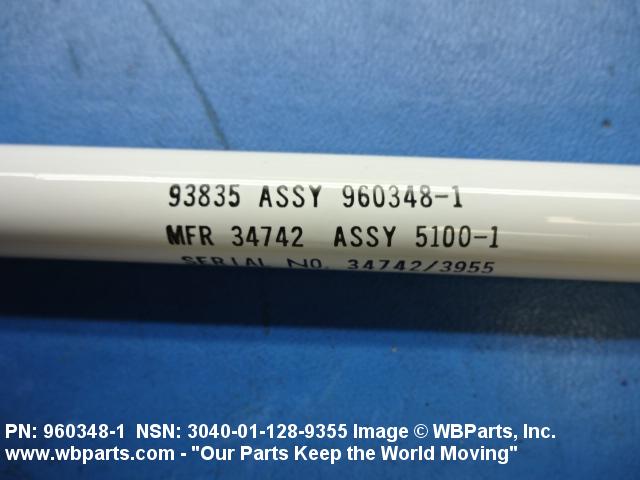 93835 ASSY 960348-1
MFR 34742 ASSY 5100-1
SERIAL NO. 34742/3955
PN: 960348-1 NSN: 3040-01-128-9355 Image © WBParts, Inc.
www.wbparts.com - "Our Parts Keep the World Moving"